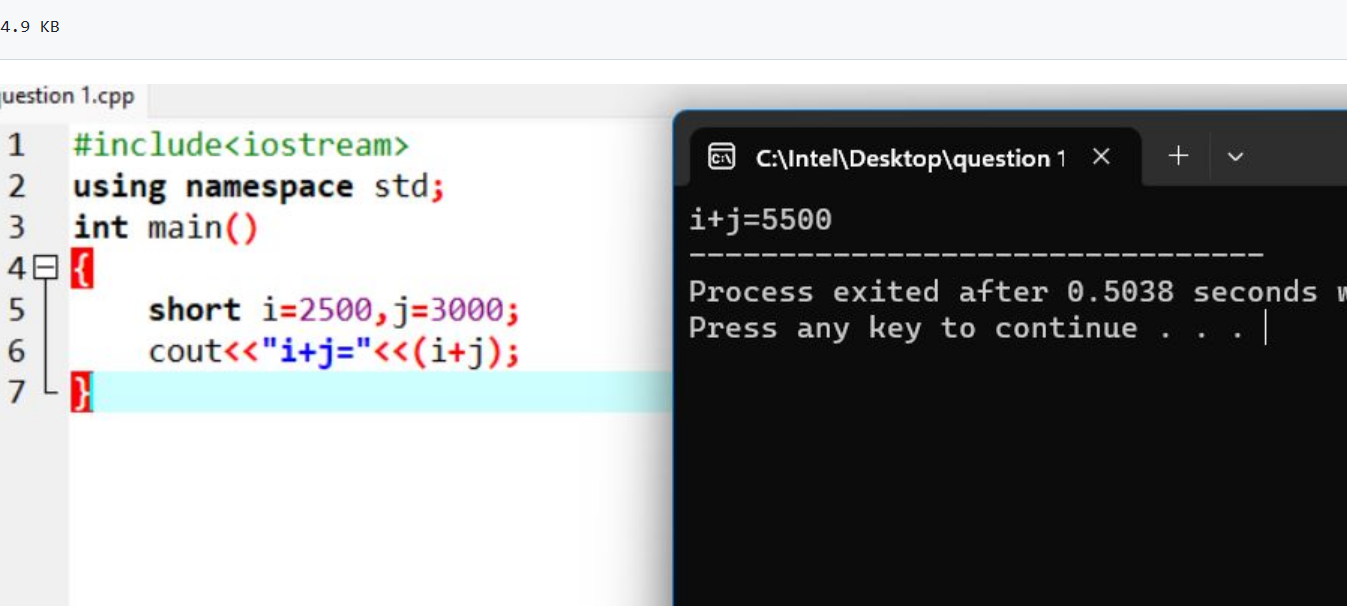 4.9 KB
question 1.cpp
1 #include<iostream>
2 using namespace std;
3 int main()
4 {
5 short i=2500,j=3000;
6 cout<<"i+j="<<(i+j);
7 }
C:\Intel\Desktop\question 1
i+j=5500
--------------------------------
Process exited after 0.5038 seconds
Press any key to continue . . .